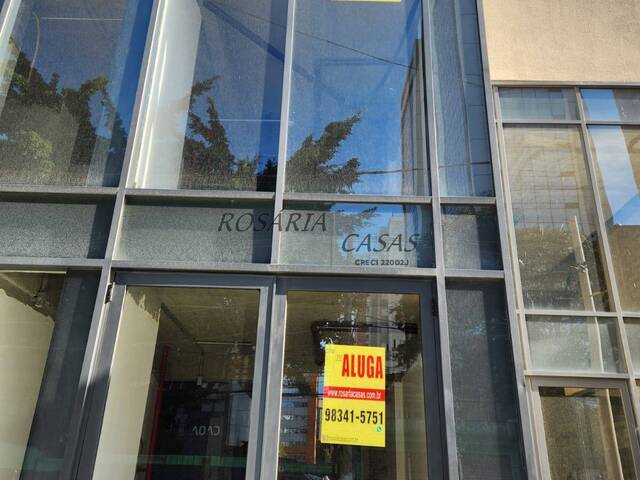 ROSARIA
CASAS
CRECI 22002J
ALUGA
www.rosariacasas.com.br
98341-5751